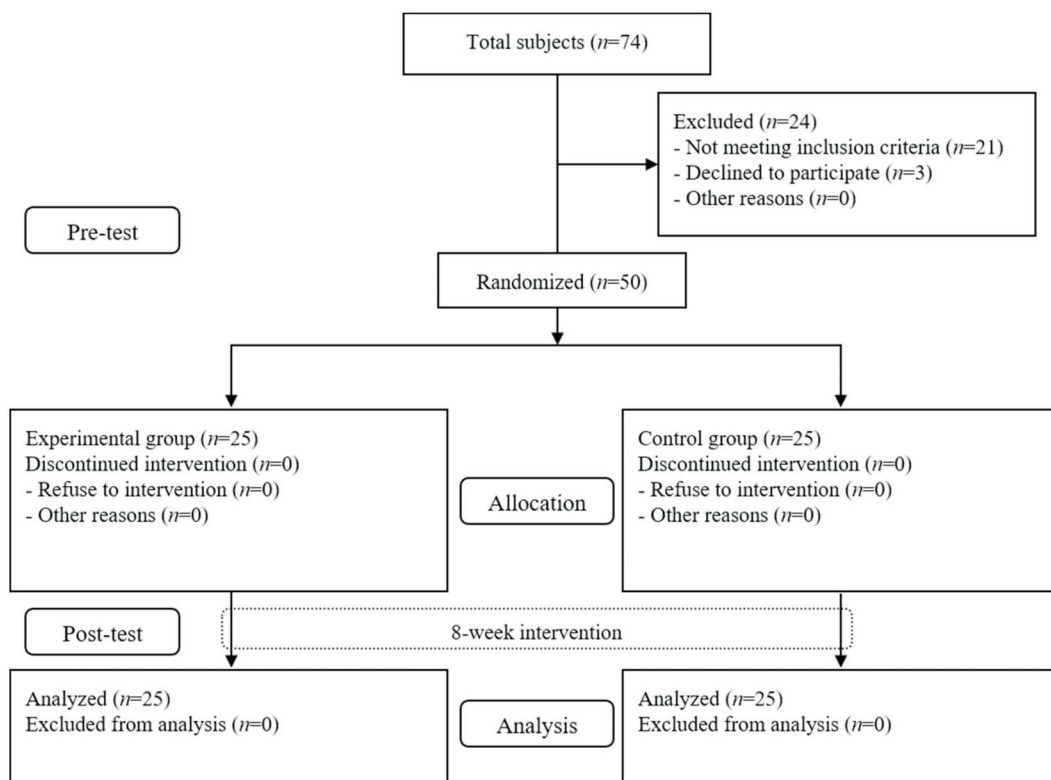 Total subjects (n=74)
Excluded (n=24)
- Not meeting inclusion criteria (n=21)
- Declined to participate (n=3)
- Other reasons (n=0)
Pre-test
Randomized (n=50)
Experimental group (n=25)
Discontinued intervention (n=0)
- Refuse to intervention (n=0)
- Other reasons (n=0)
Allocation
Control group (n=25)
Discontinued intervention (n=0)
- Refuse to intervention (n=0)
- Other reasons (n=0)
Post-test
8-week intervention
Analyzed (n=25)
Excluded from analysis (n=0)
Analysis
Analyzed (n=25)
Excluded from analysis (n=0)